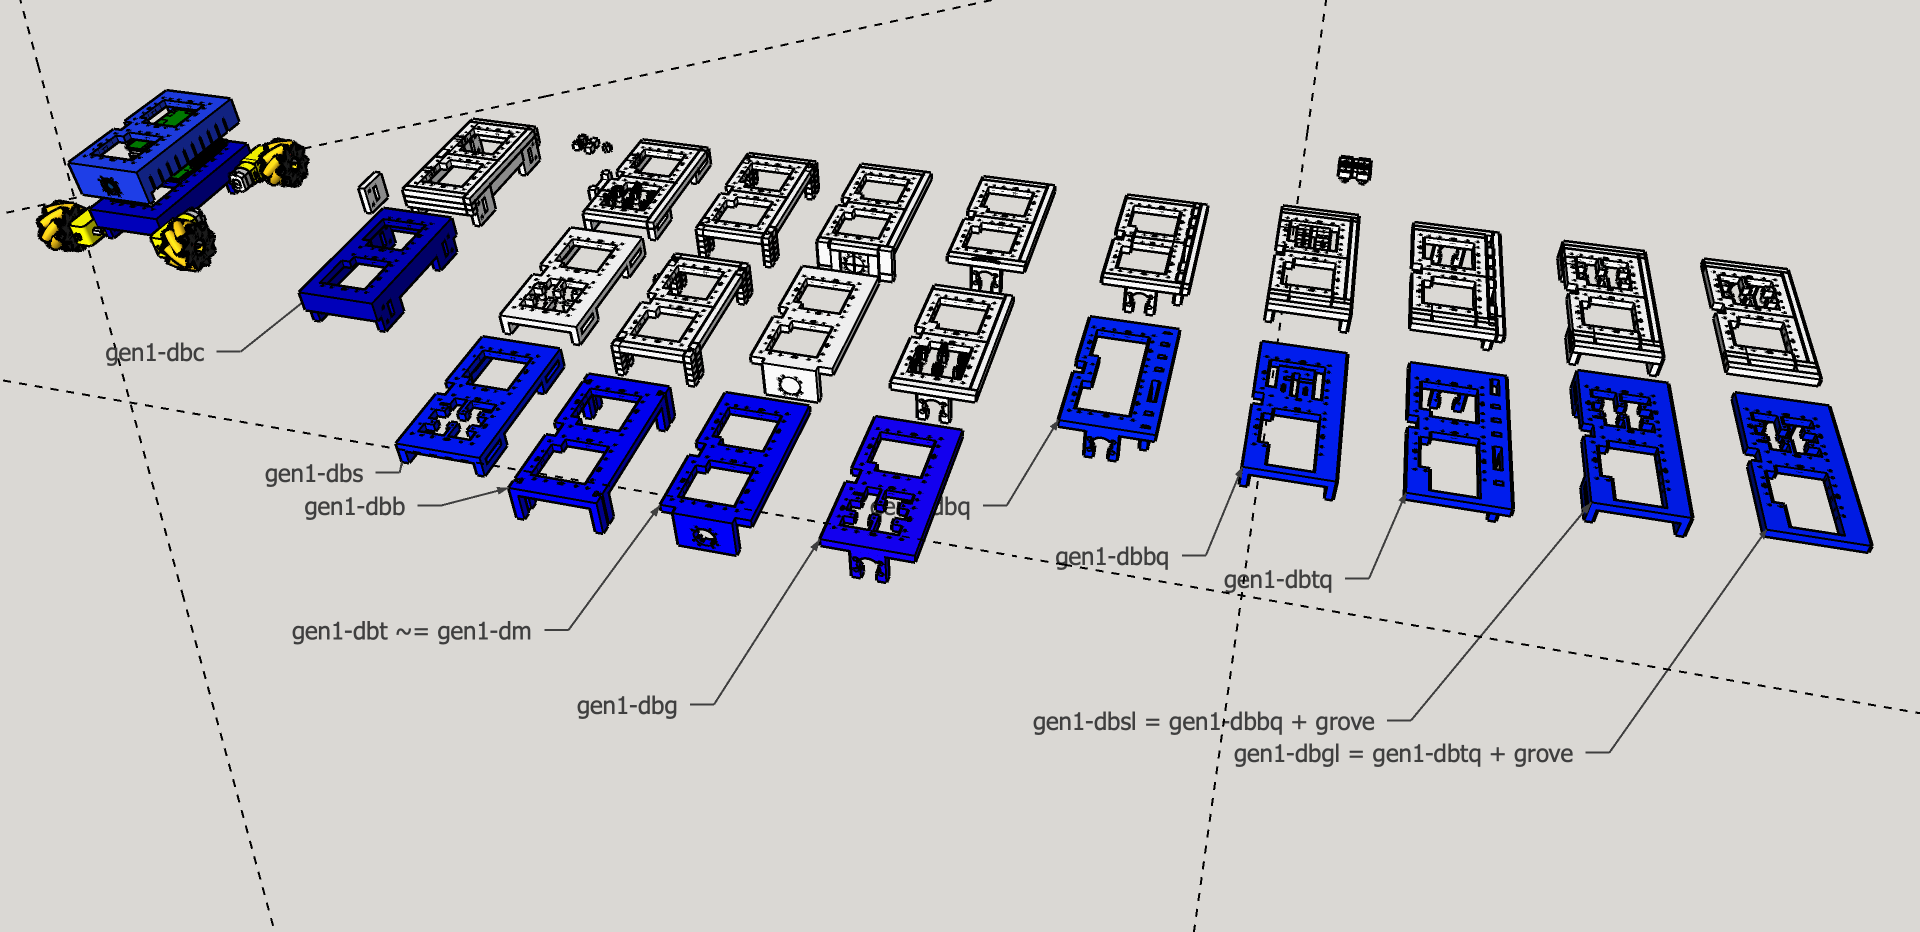 gen1-dbc
gen1-dbs
gen1-dbb
gen1-dbq
gen1-dbbq
gen1-dbtq
gen1-dbt ~= gen1-dm
gen1-dbg
gen1-dbsl = gen1-dbbq + grove
gen1-dbgl = gen1-dbtq + grove